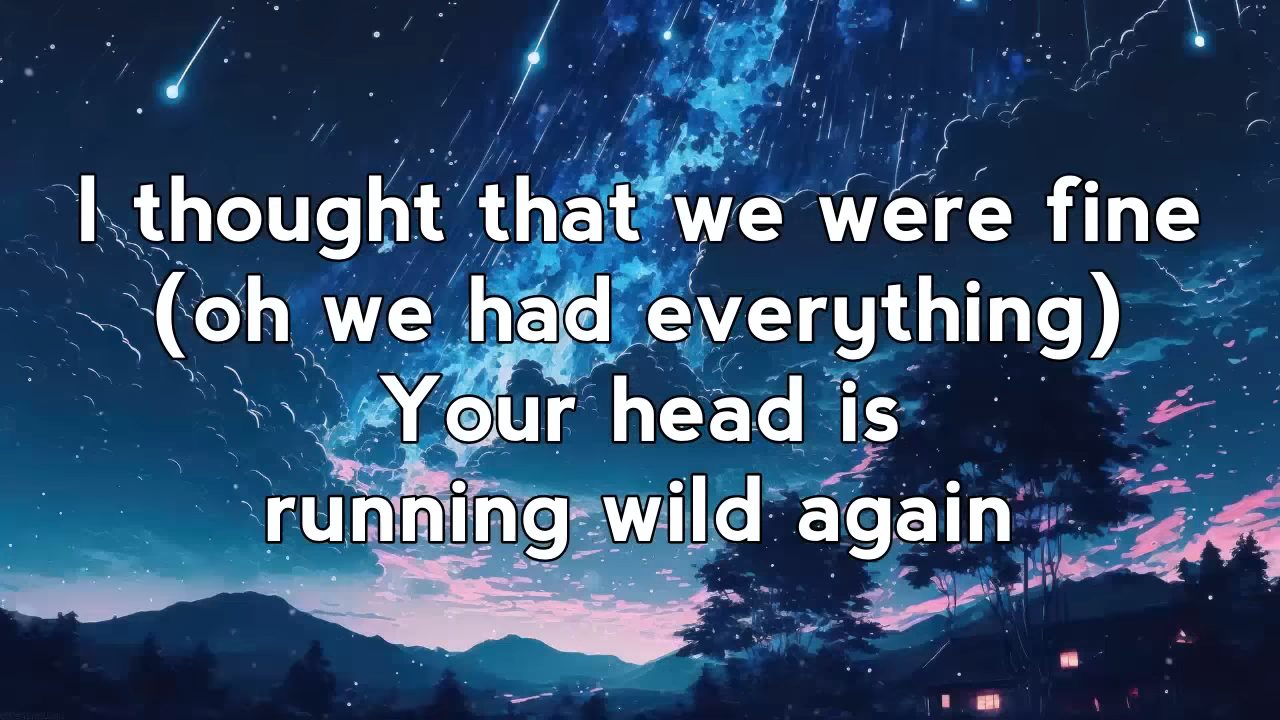 I thought that we were fine
(oh we had everything)
Your head is
running wild again